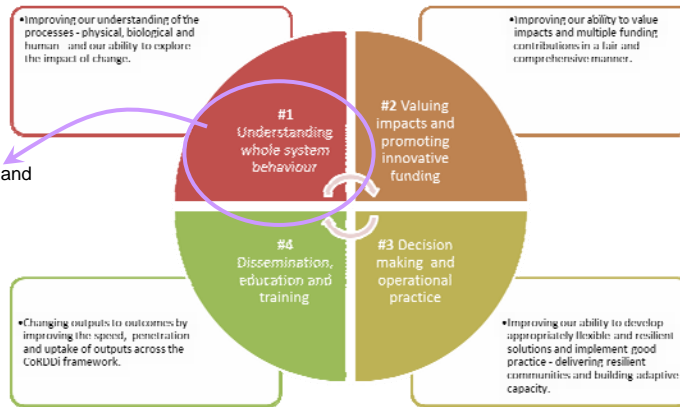 •Improving our understanding of the
processes - physical, biological and
human - and our ability to explore
the impact of change.
•Improving our ability to value
impacts and multiple funding
contributions in a fair and
comprehensive manner.
#1
Understanding
whole system
behaviour
#2 Valuing
impacts and
promoting
innovative
funding
and
#4
Dissemination,
education and
training
#3 Decision
making and
operational
practice
•Changing outputs to outcomes by
improving the speed, penetration
and uptake of outputs across the
CoRDDi framework.
•Improving our ability to develop
appropriately flexible and resilient
solutions and implement good
practice - delivering resilient
communities and building adaptive
capacity.